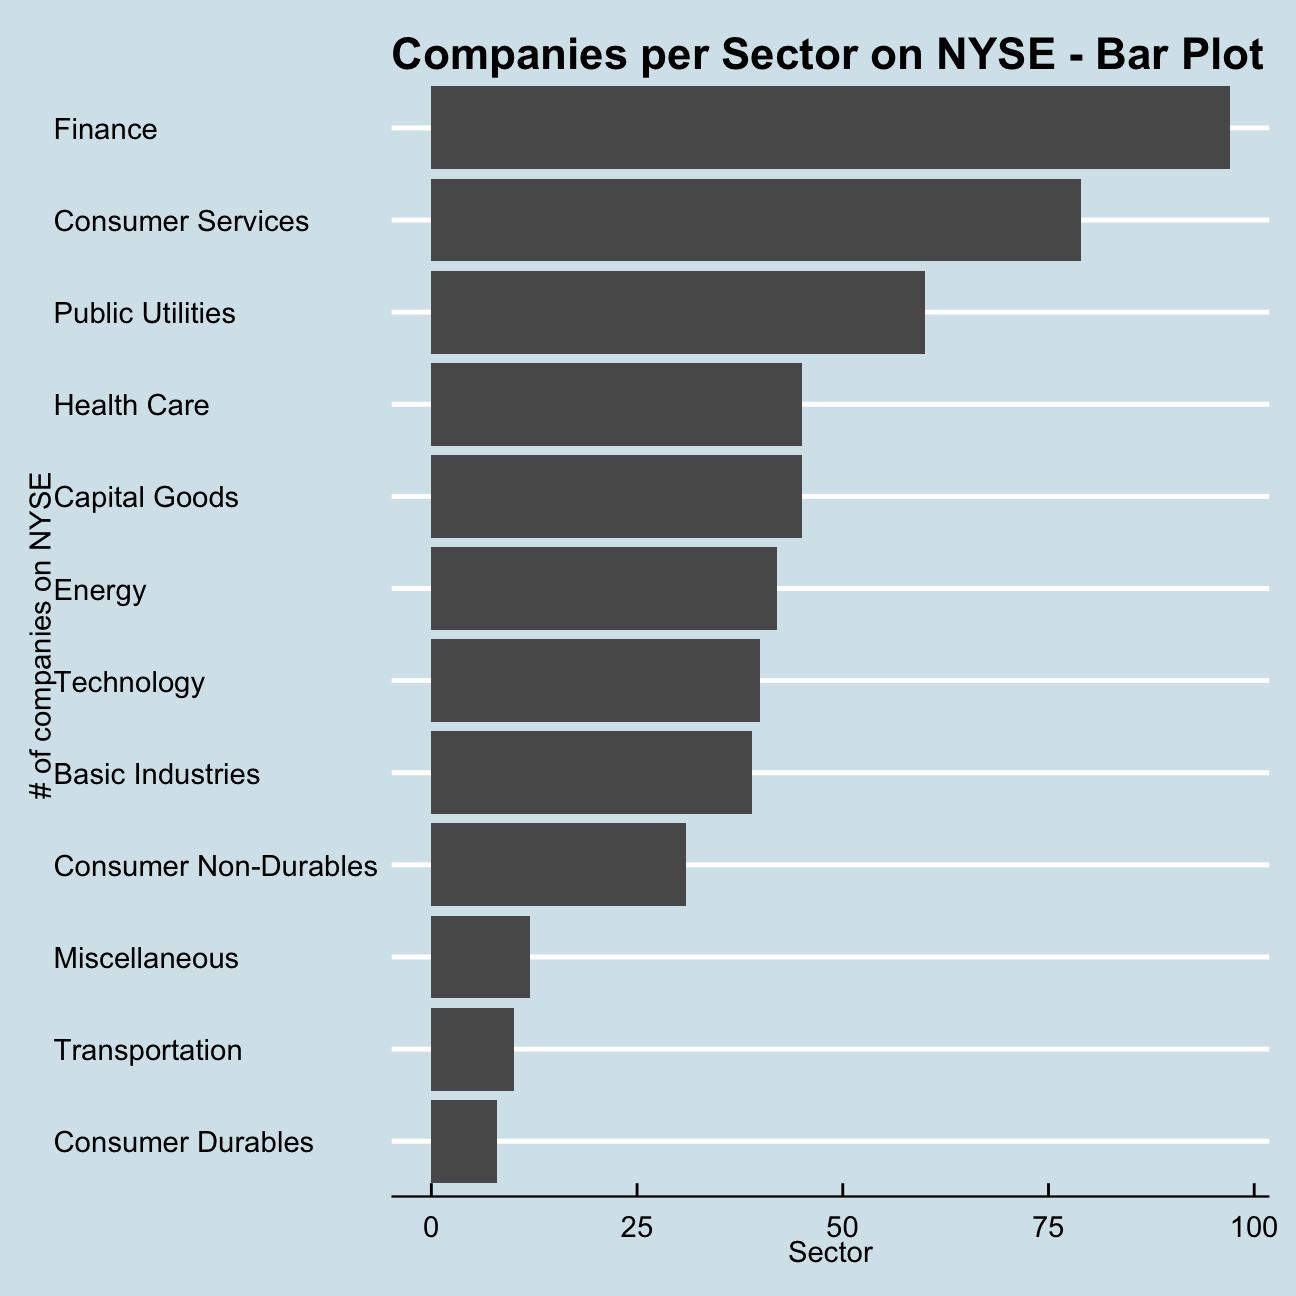 Companies per Sector on NYSE - Bar Plot
Finance
Consumer Services
Public Utilities
Health Care
Capital Goods
Energy
Technology
Basic Industries
Consumer Non-Durables
Miscellaneous
Transportation
Consumer Durables
# of companies on NYSE
0 25 50 75 100
Sector